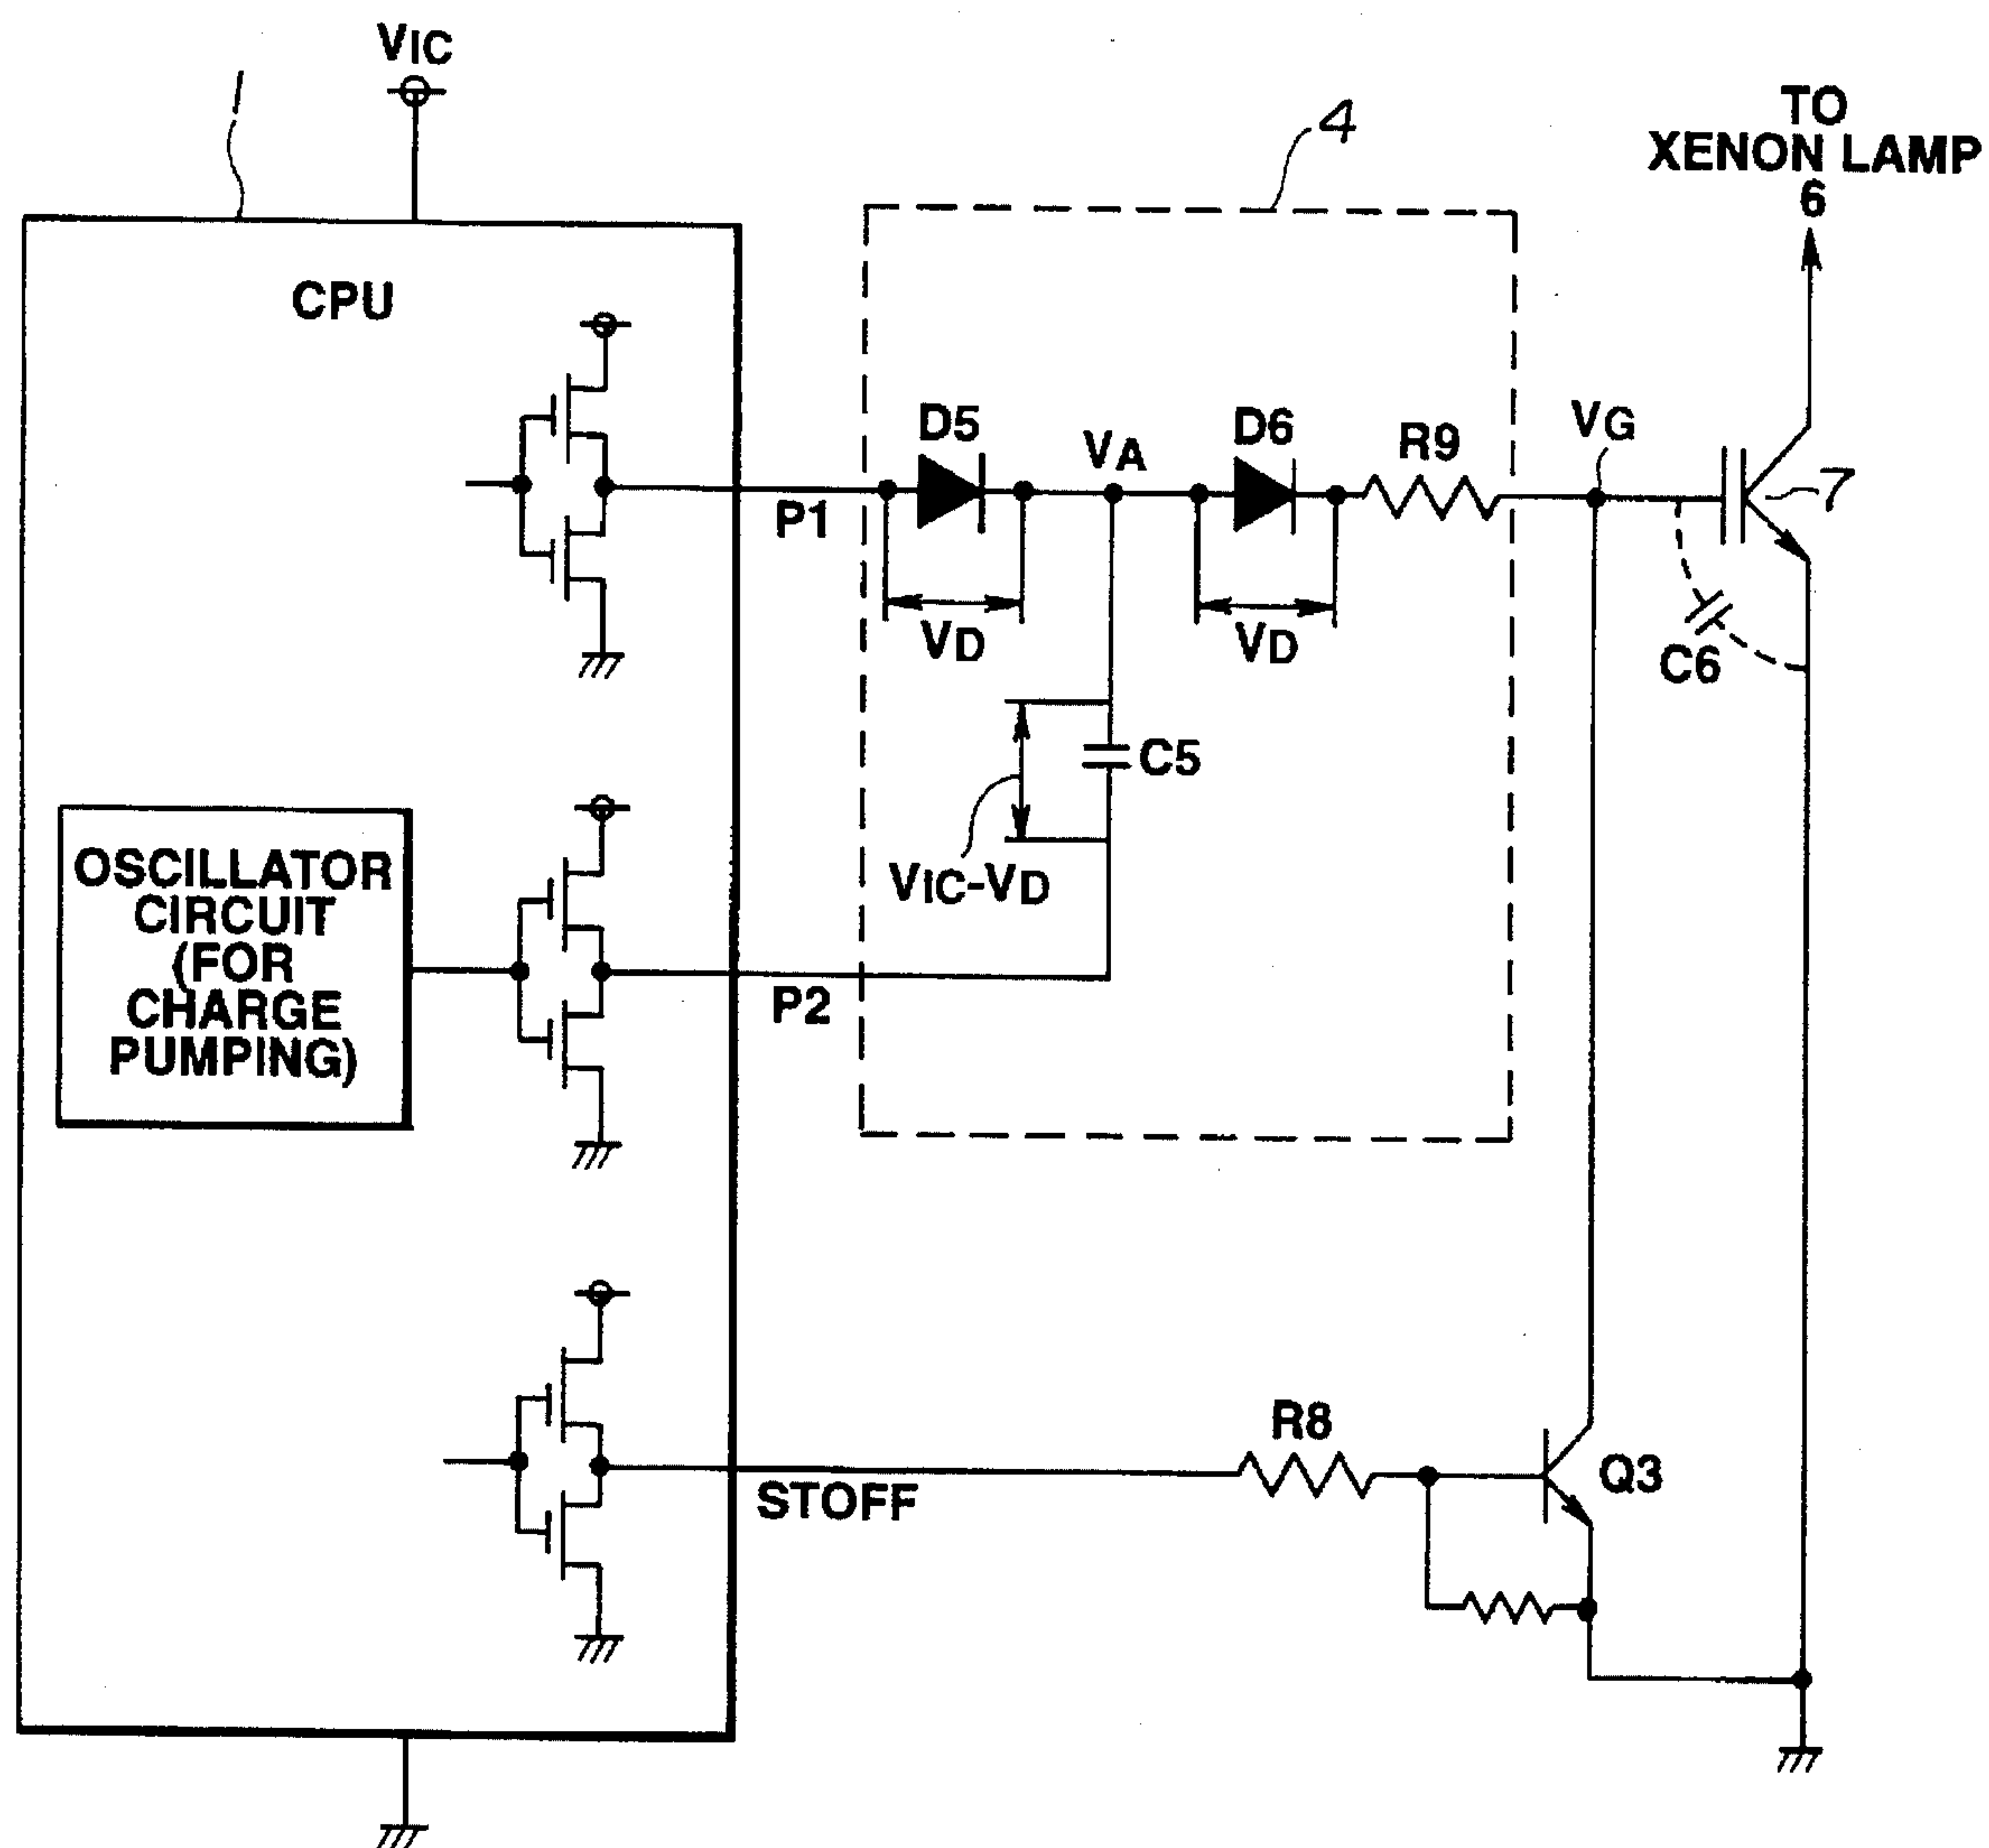 VIC
4
TO
XENON LAMP
6
CPU
D5
VA
D6
R9
VG
7
P1
VD
VD
C6
C5
VIC-VD
OSCILLATOR
CIRCUIT
(FOR
CHARGE
PUMPING)
P2
R8
Q3
STOFF